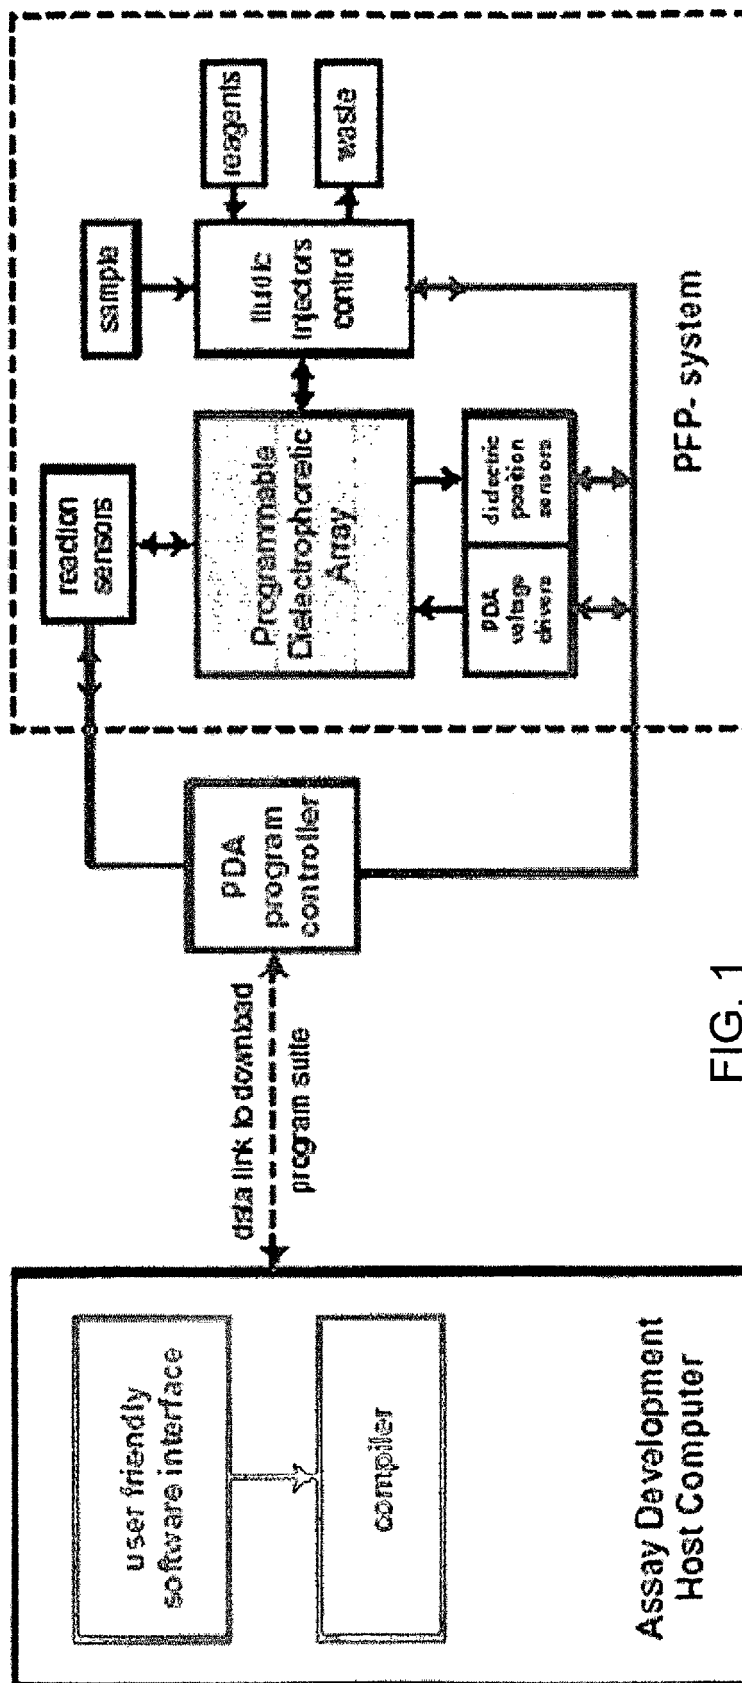 user friendly
software interface
compiler
Assay Development
Host Computer
data link to download
program suite
PDA
program
controller
reaction
sensors
sample
reagents
waste
fluidic
Injectors
control
Programmable
Dielectrophoretic
Array
PDA
voltage
drivers
dielectric
position
sensors
PFP- system
FIG. 1